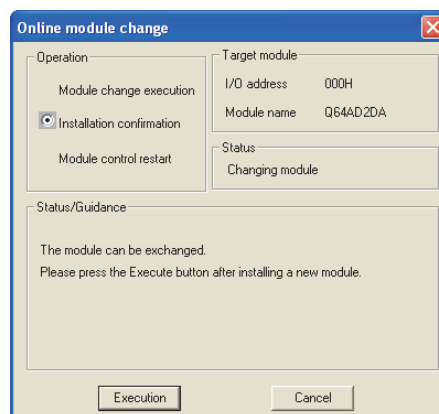 Online module change
Operation
Module change execution
Installation confirmation
Module control restart
Target module
I/O address 000H
Module name Q64AD2DA
Status
Changing module
Status/Guidance
The module can be exchanged.
Please press the Execute button after installing a new module.
Execution Cancel